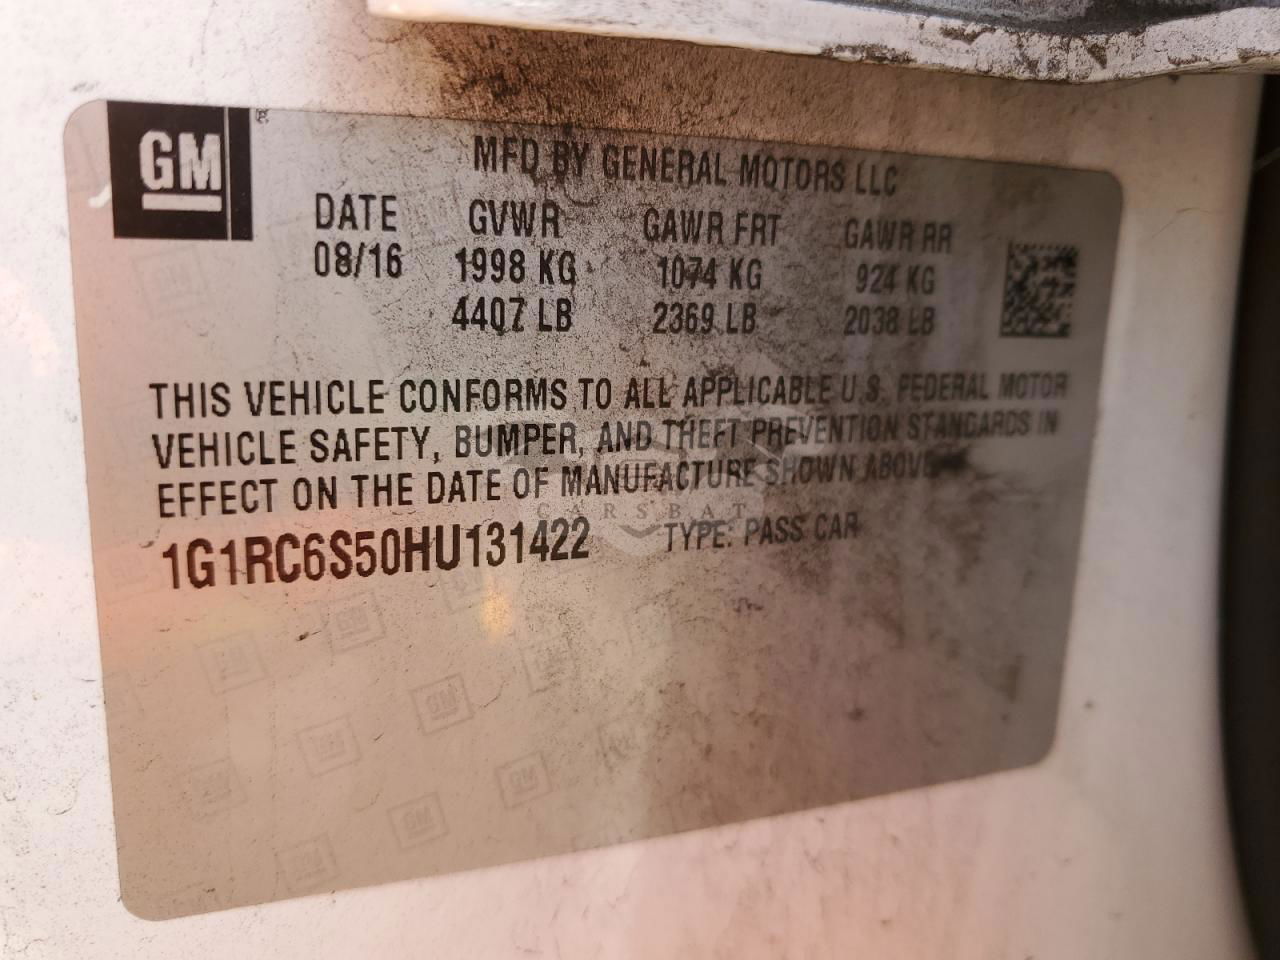 GM
MFD BY GENERAL MOTORS LLC
DATE GVWR GAWR FRT GAWR RR
08/16 1998 KG 1074 KG 924 KG
4407 LB 2369 LB 2038 LB
THIS VEHICLE CONFORMS TO ALL APPLICABLE U.S. FEDERAL MOTOR
VEHICLE SAFETY, BUMPER, AND THEFT PREVENTION STANDARDS IN
EFFECT ON THE DATE OF MANUFACTURE SHOWN ABOVE
CARSBAT
1G1RC6S50HU131422 TYPE: PASS CAR